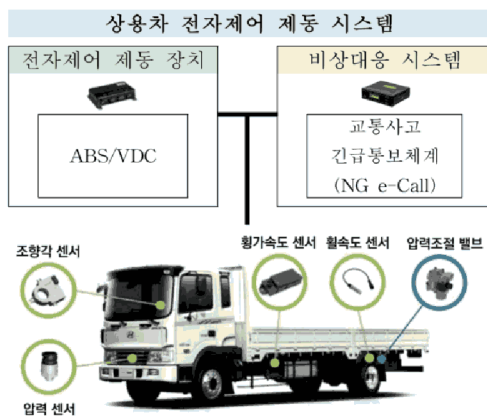 상용차 전자제어 제동 시스템
전자제어 제동 장치
비상대응 시스템
ABS/VDC
교통사고
긴급통보체계
(NG e-Call)
조향각 센서
횡가속도 센서
휠속도 센서
압력조절 밸브
압력 센서